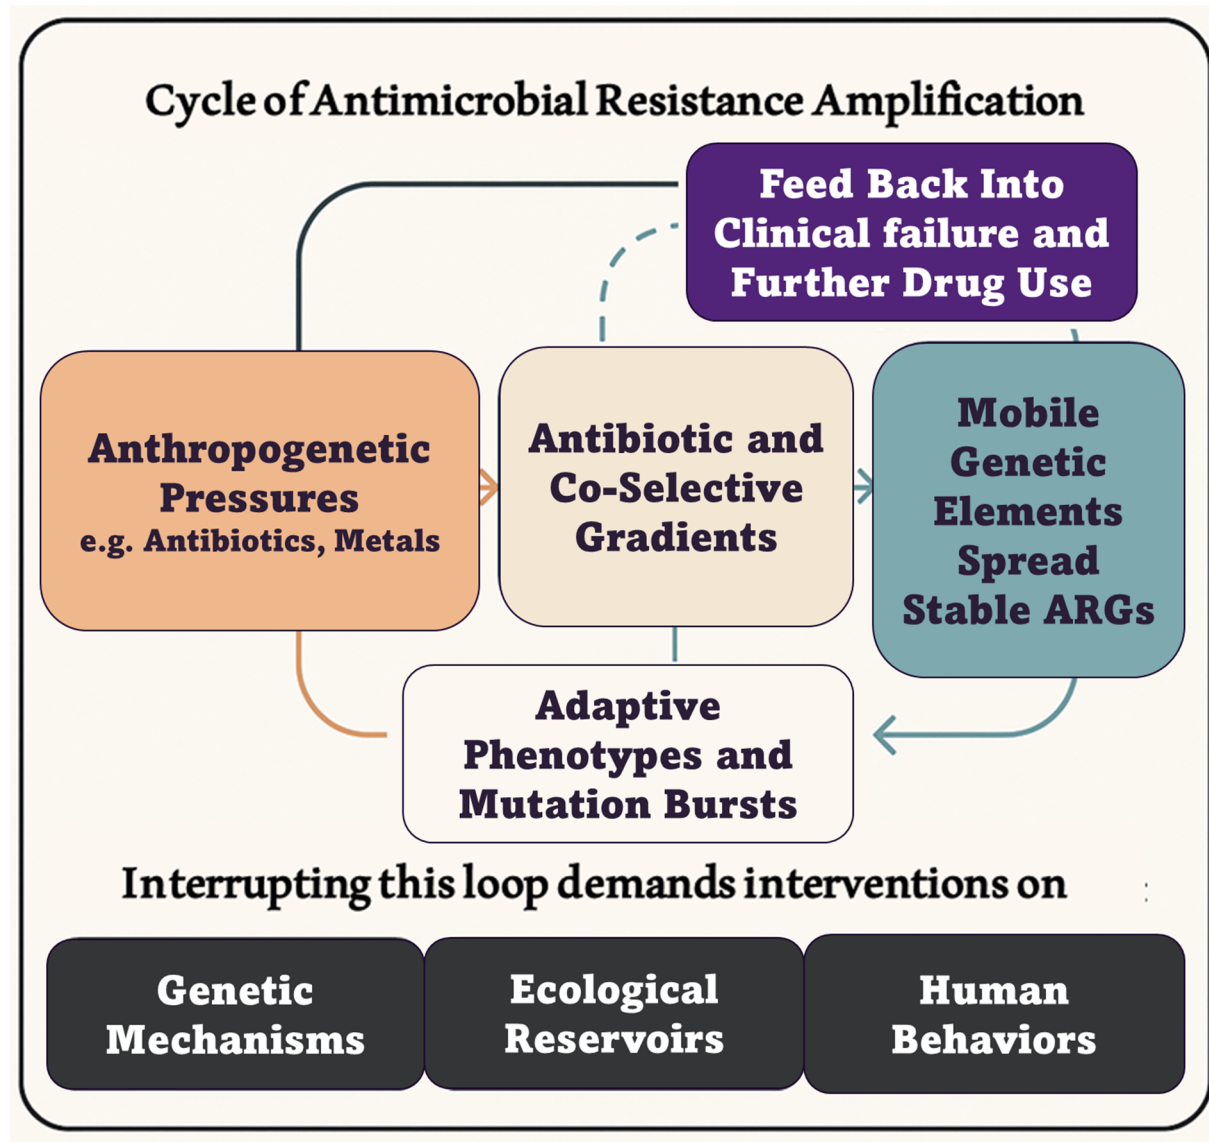 Cycle of Antimicrobial Resistance Amplification
Feed Back Into
Clinical failure and
Further Drug Use
Anthropogenetic
Pressures
e.g. Antibiotics, Metals
Antibiotic and
Co-Selective
Gradients
Mobile
Genetic
Elements
Spread
Stable ARGs
Adaptive
Phenotypes and
Mutation Bursts
Interrupting this loop demands interventions on :
Genetic
Mechanisms
Ecological
Reservoirs
Human
Behaviors